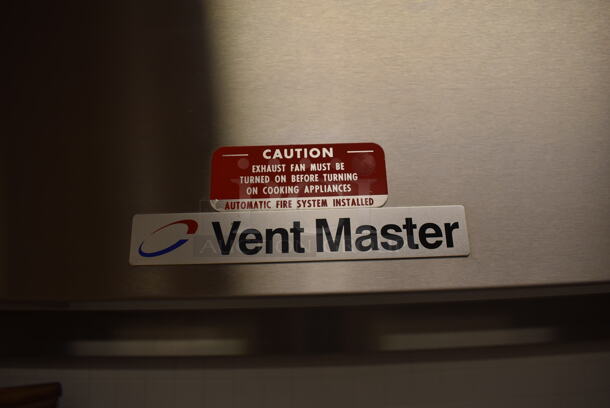 CAUTION
EXHAUST FAN MUST BE
TURNED ON BEFORE TURNING
ON COOKING APPLIANCES
AUTOMATIC FIRE SYSTEM INSTALLED
Vent Master